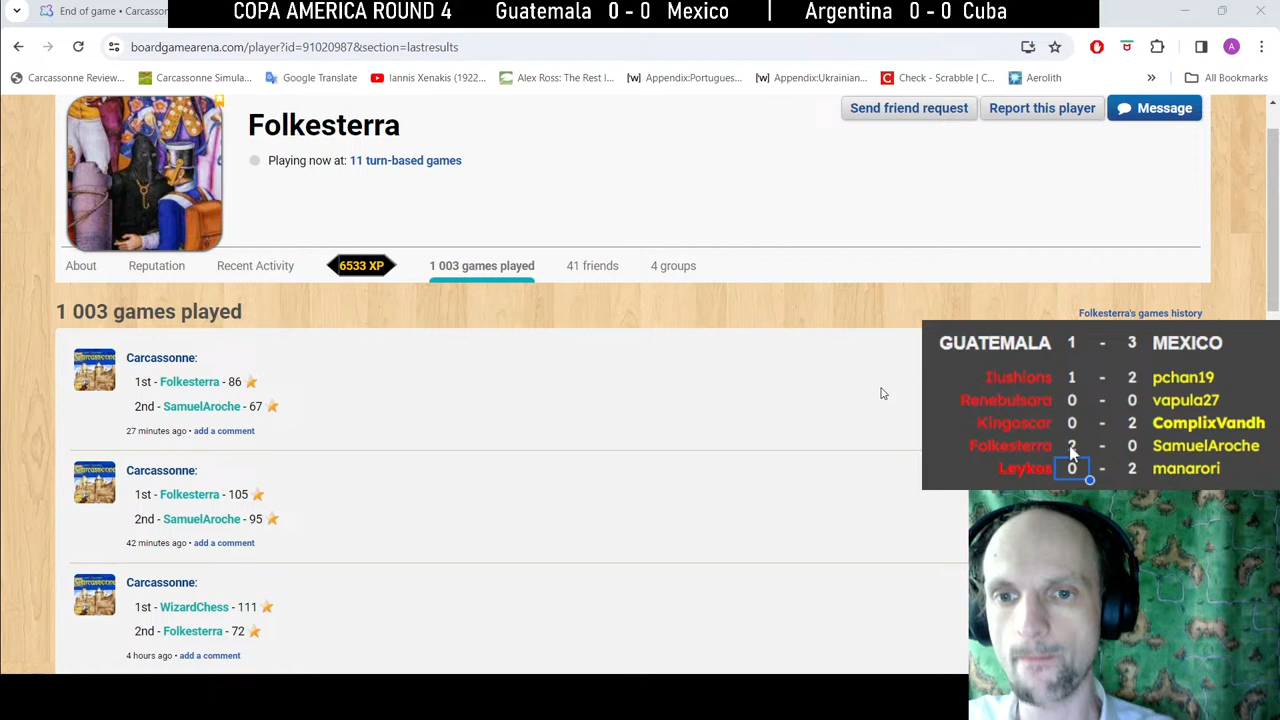 COPA AMERICA ROUND 4 Guatemala 0 - 0 Mexico | Argentina 0 - 0 Cuba
End of game • Carcasson
boardgamearena.com/player?id=91020987&section=lastresults
Carcassonne Review... Carcassonne Simula... Google Translate Iannis Xenakis (1922... Alex Ross: The Rest I... [w] Appendix:Portugues... [w] Appendix:Ukrainian... Check - Scrabble | C... Aerolith » All Bookmarks
Folkesterra
Send friend request Report this player Message
Playing now at: 11 turn-based games
About Reputation Recent Activity 6533 XP 1 003 games played 41 friends 4 groups
1 003 games played
Folkesterra's games history
Carcassonne:
1st - Folkesterra - 86
2nd - SamuelAroche - 67
27 minutes ago • add a comment
Carcassonne:
1st - Folkesterra - 105
2nd - SamuelAroche - 95
42 minutes ago • add a comment
Carcassonne:
1st - WizardChess - 111
2nd - Folkesterra - 72
4 hours ago • add a comment
GUATEMALA 1 - 3 MEXICO
Ilushions 1 - 2 pchan19
Renebulsara 0 - 0 vapula27
Kingoscar 0 - 2 ComplixVandh
Folkesterra 2 - 0 SamuelAroche
Leykos 0 - 2 manarori